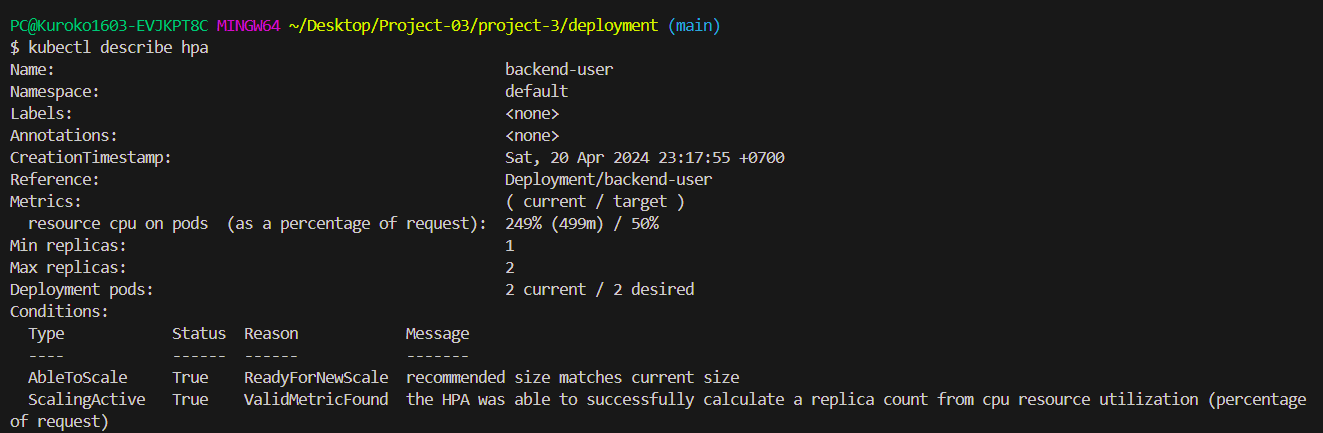 PC@Kuroko1603-EVJKPT8C MINGW64 ~/Desktop/Project-03/project-3/deployment (main)
$ kubectl describe hpa
Name:                                                  backend-user
Namespace:                                             default
Labels:                                                <none>
Annotations:                                           <none>
CreationTimestamp:                                     Sat, 20 Apr 2024 23:17:55 +0700
Reference:                                             Deployment/backend-user
Metrics:                                               ( current / target )
  resource cpu on pods  (as a percentage of request):  249% (499m) / 50%
Min replicas:                                          1
Max replicas:                                          2
Deployment pods:                                       2 current / 2 desired
Conditions:
  Type            Status  Reason            Message
  ----            ------  ------            -------
  AbleToScale     True    ReadyForNewScale  recommended size matches current size
  ScalingActive   True    ValidMetricFound  the HPA was able to successfully calculate a replica count from cpu resource utilization (percentage
of request)